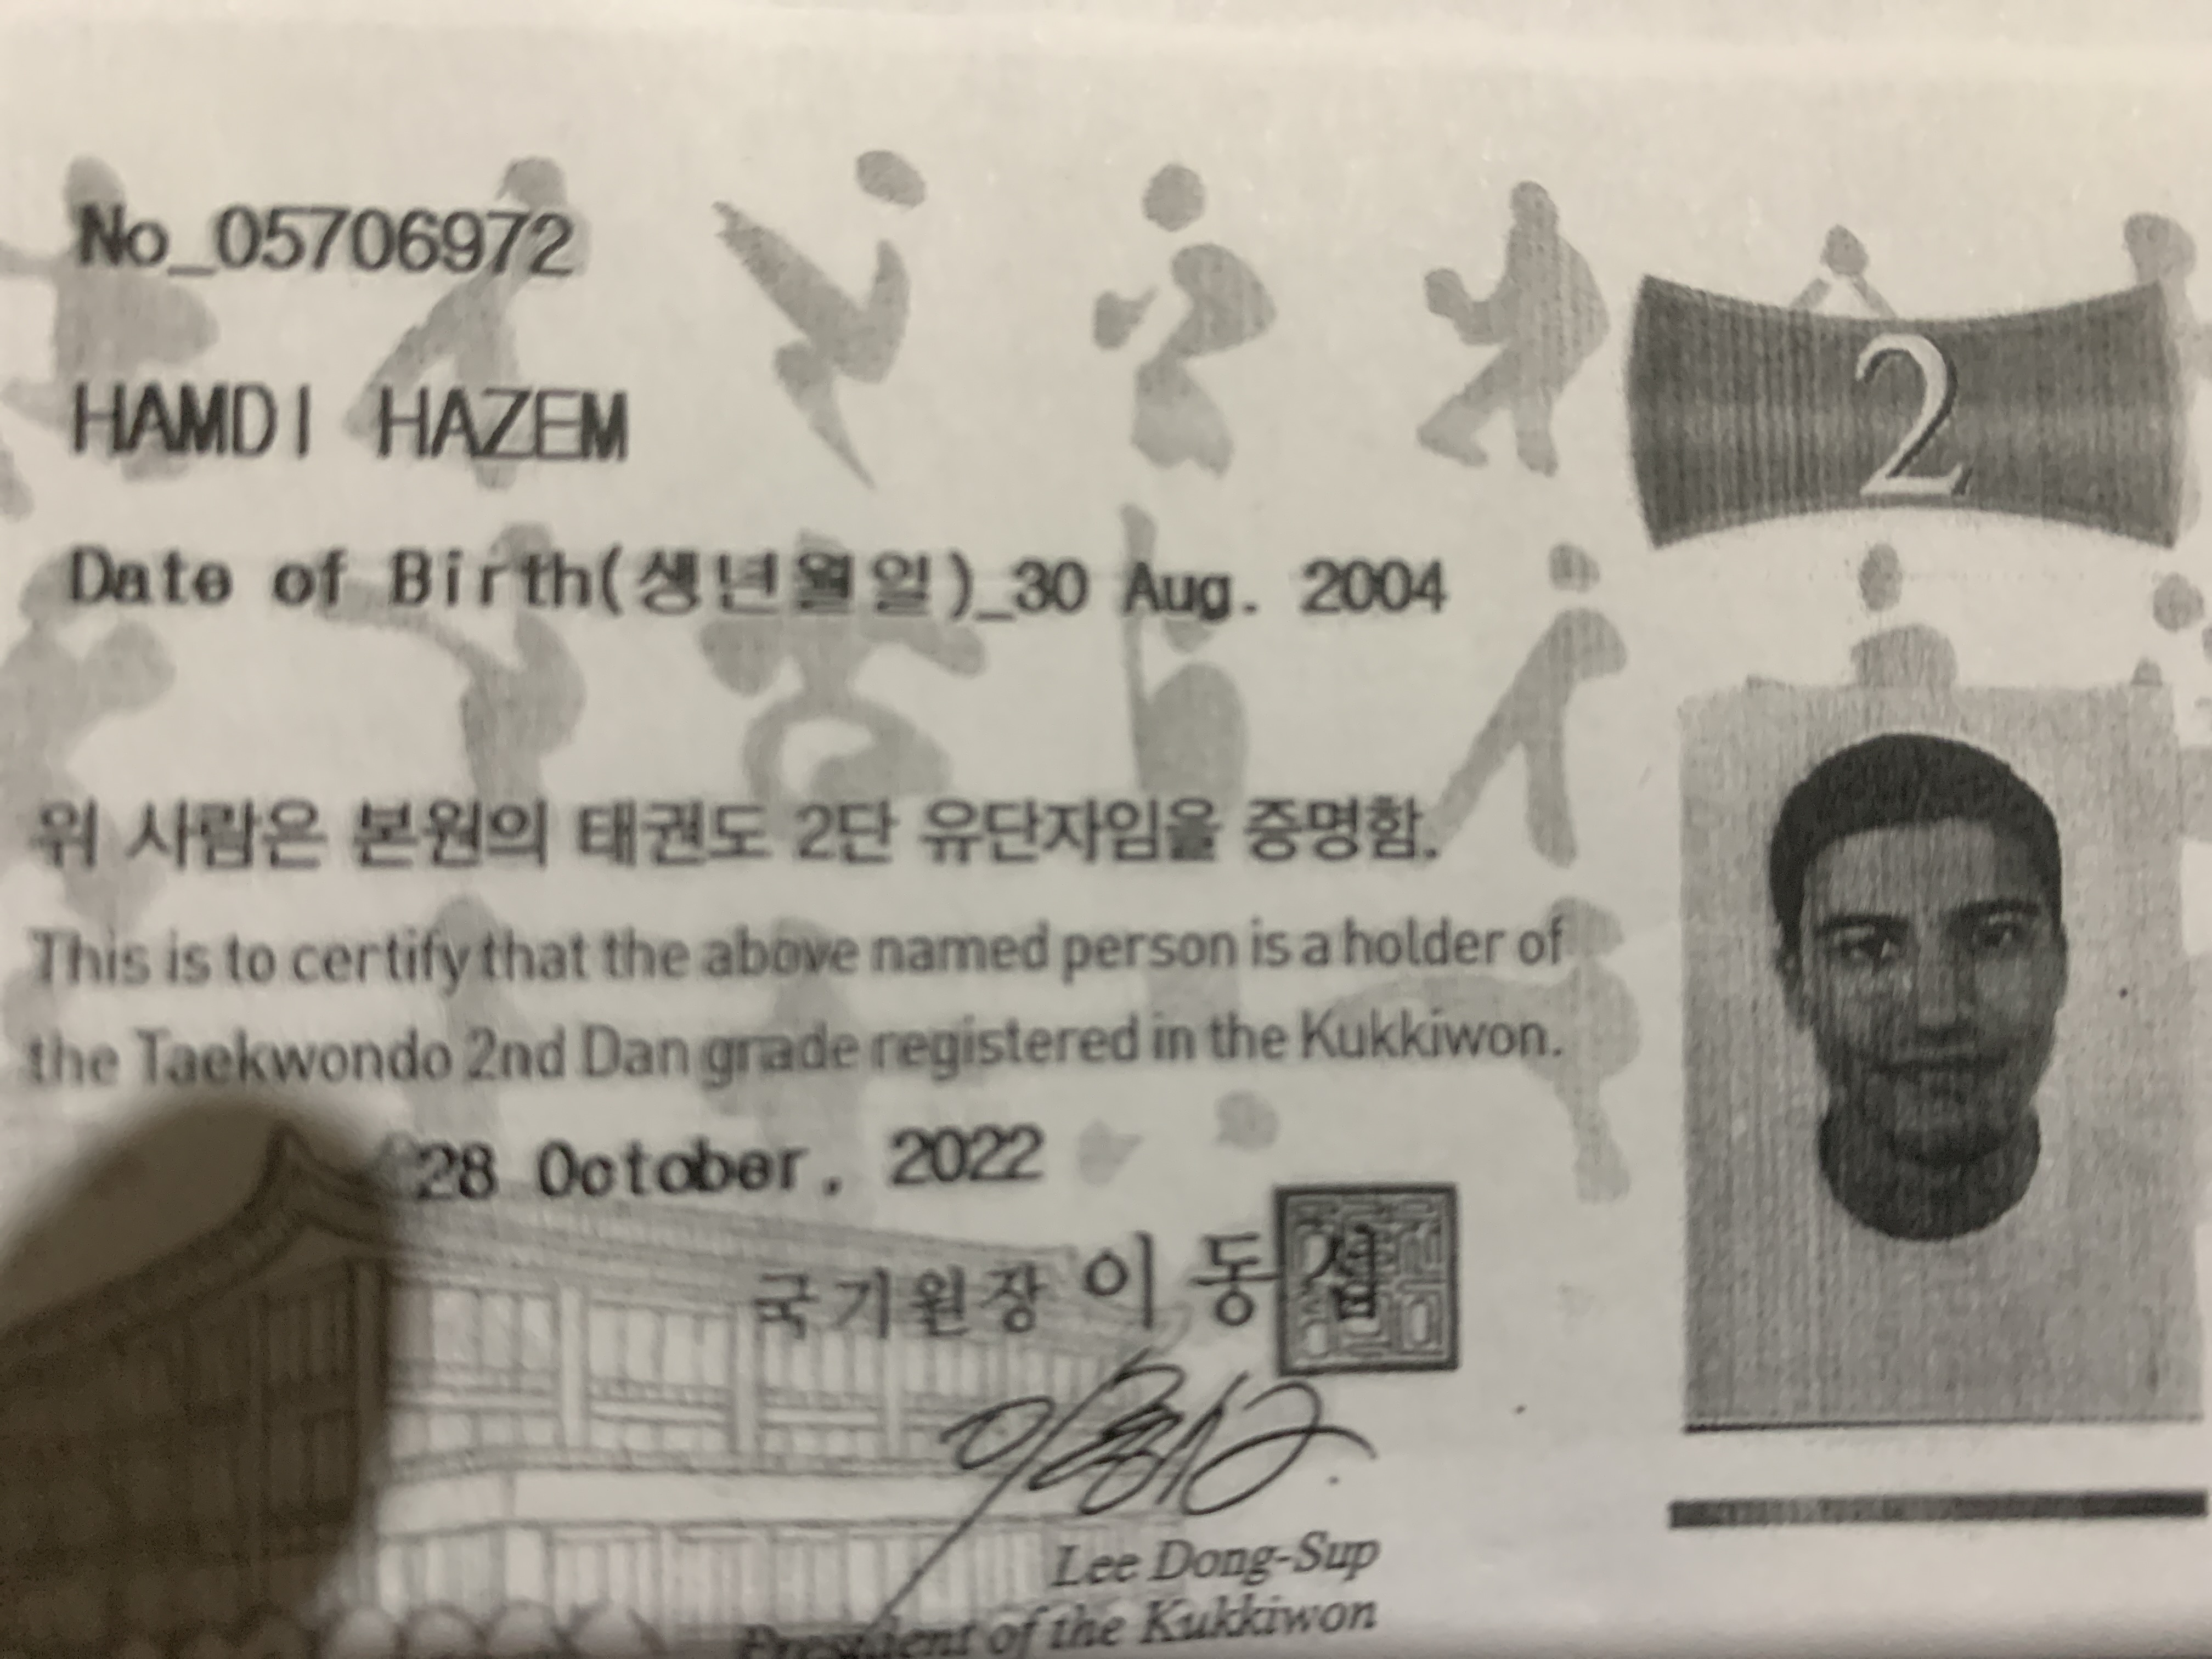 No_05706972
2
HAMDI HAZEM
Date of Birth(생년월일)_30 Aug. 2004
위 사람은 본원의 태권도 2단 유단자임을 증명함.
This is to certify that the above named person is a holder of
the Taekwondo 2nd Dan grade registered in the Kukkiwon.
28 October, 2022
국기원장 이 동 섭
Lee Dong-Sup
President of the Kukkiwon